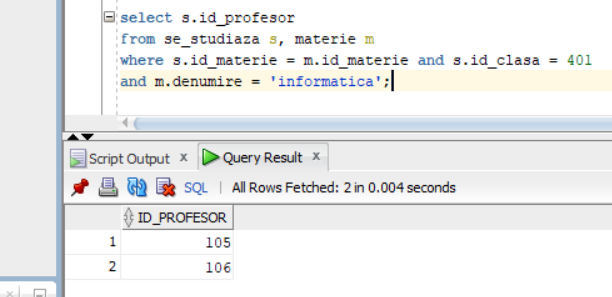 select s.id_profesor
from se_studiaza s, materie m
where s.id_materie = m.id_materie and s.id_clasa = 401
and m.denumire = 'informatica';
Script Output x Query Result x
SQL | All Rows Fetched: 2 in 0.004 seconds
ID_PROFESOR
1 105
2 106